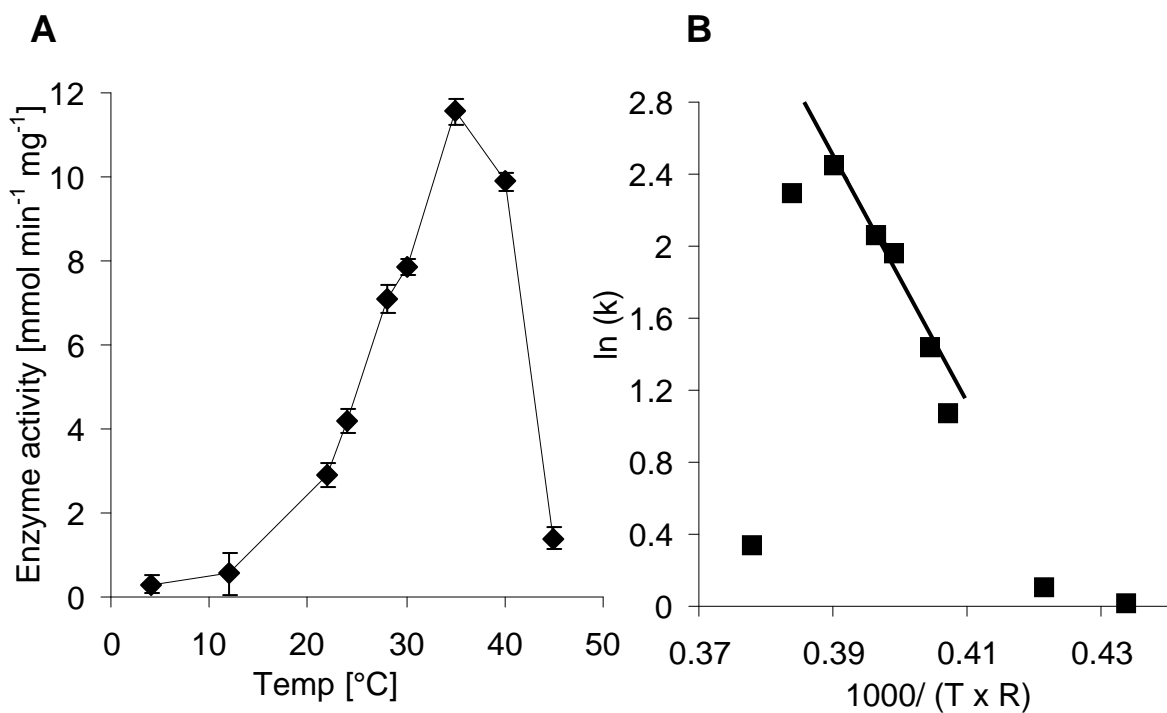 A
Enzyme activity [mmol min⁻¹ mg⁻¹]
12
10
8
6
4
2
0
0 10 20 30 40 50
Temp [°C]
B
ln (k)
2.8
2.4
2
1.6
1.2
0.4
0
0.37 0.39 0.41 0.43
1000/ (T x R)